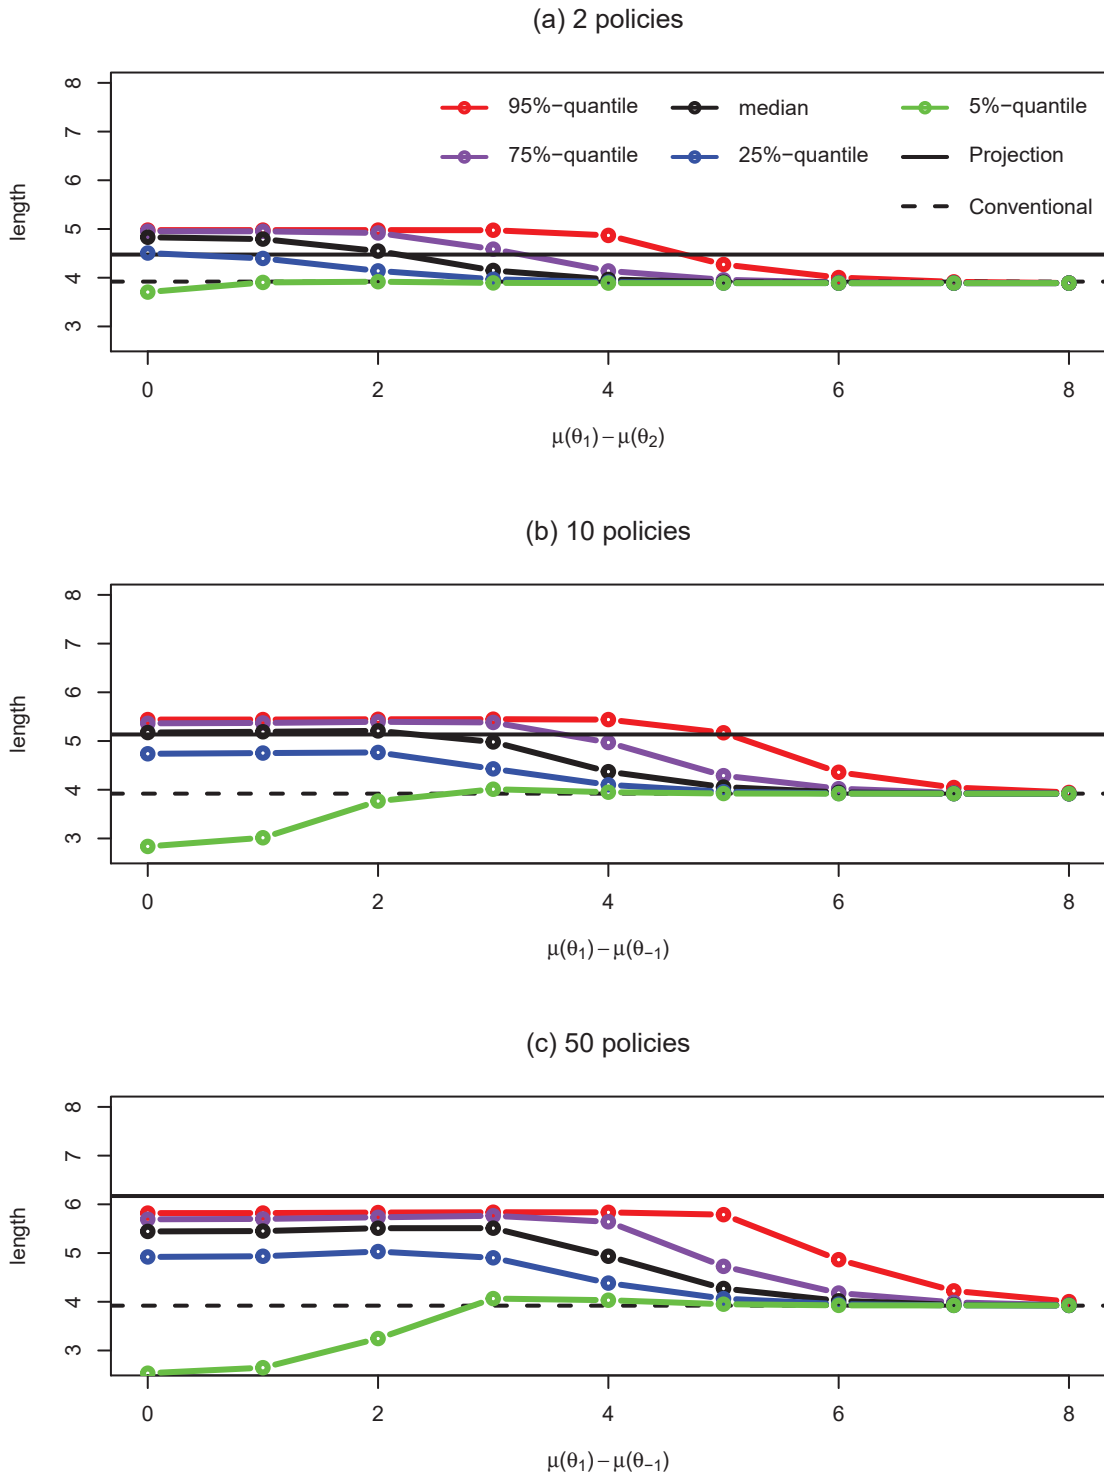 (a) 2 policies
8
7
6
5
4
3
length
95%−quantile median 5%−quantile
75%−quantile 25%−quantile Projection
Conventional
0 2 4 6 8
μ(θ₁) − μ(θ₂)
(b) 10 policies
8
7
6
5
4
3
length
0 2 4 6 8
μ(θ₁) − μ(θ₋₁)
(c) 50 policies
8
7
6
5
4
3
length
0 2 4 6 8
μ(θ₁) − μ(θ₋₁)